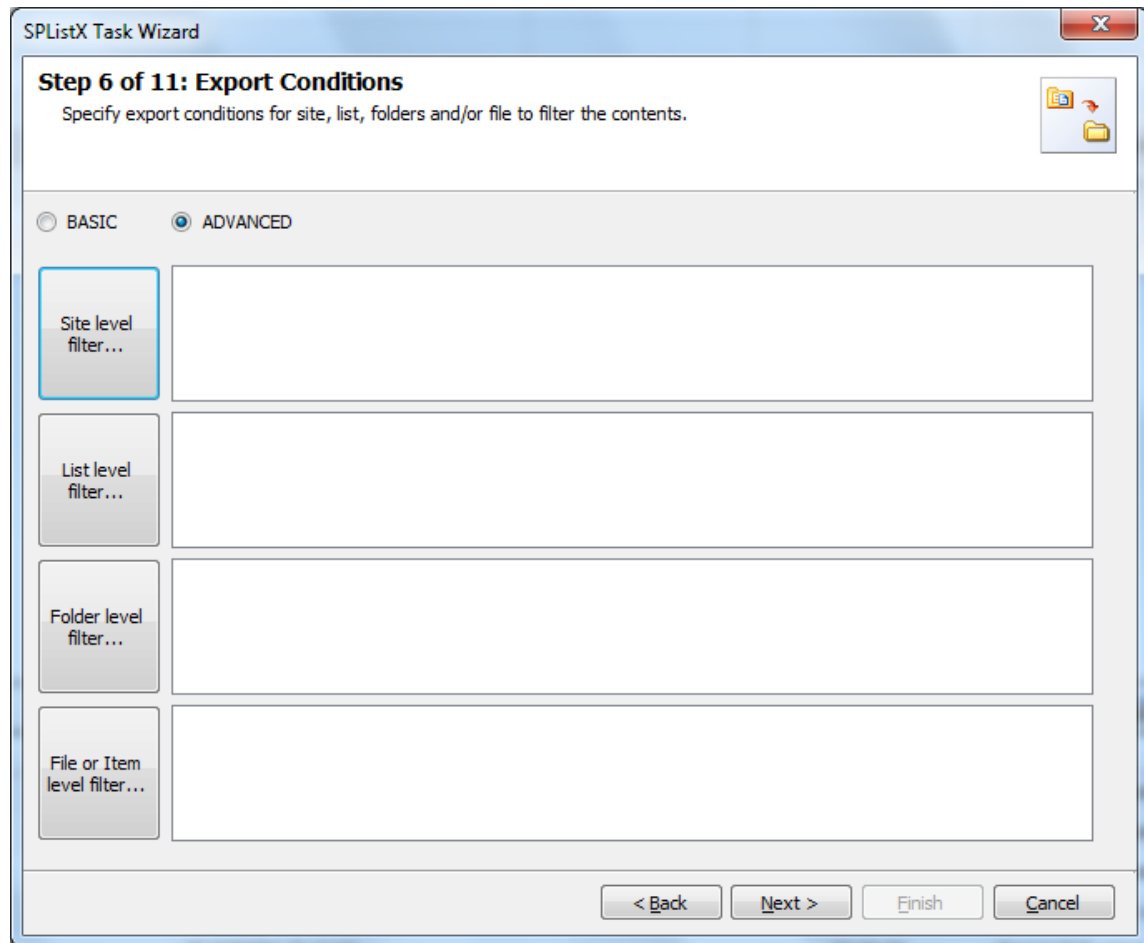 SPListX Task Wizard
Step 6 of 11: Export Conditions
Specify export conditions for site, list, folders and/or file to filter the contents.
BASIC ADVANCED
Site level
filter...
List level
filter...
Folder level
filter...
File or Item
level filter...
< Back Next > Finish Cancel